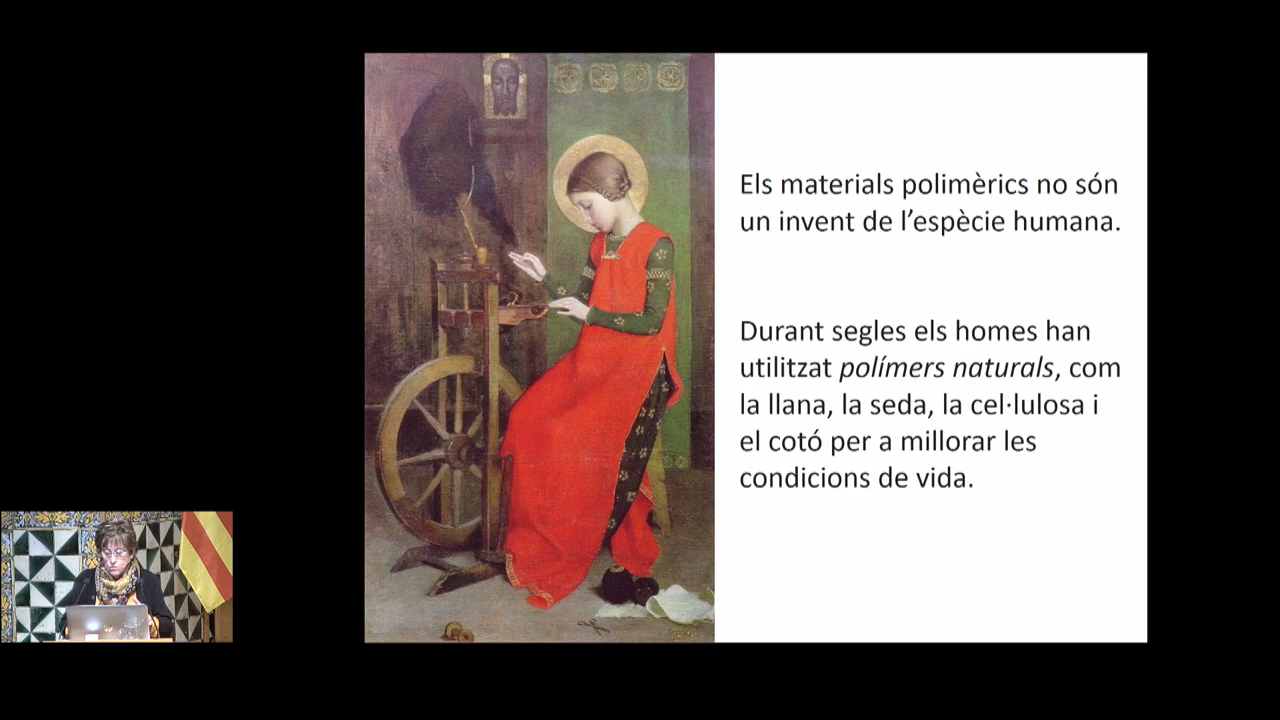 Els materials polimèrics no són
un invent de l’espècie humana.
Durant segles els homes han
utilitzat polímers naturals, com
la llana, la seda, la cel·lulosa i
el cotó per a millorar les
condicions de vida.